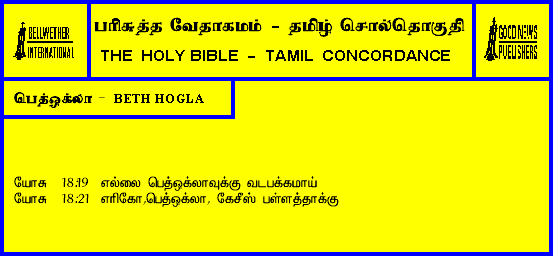 BELLWETHER
INTERNATIONAL
பரிசுத்த வேதாகமம் - தமிழ் சொல்தொகுதி
THE HOLY BIBLE - TAMIL CONCORDANCE
GOOD NEWS
PUBLISHERS
பெத்ஒக்லா - BETH HOGLA
யோசு 18:19 எல்லை பெத்ஒக்லாவுக்கு வடபக்கமாய்
யோசு 18:21 எரிகோ,பெத்ஒக்லா, கேசீஸ் பள்ளத்தாக்கு